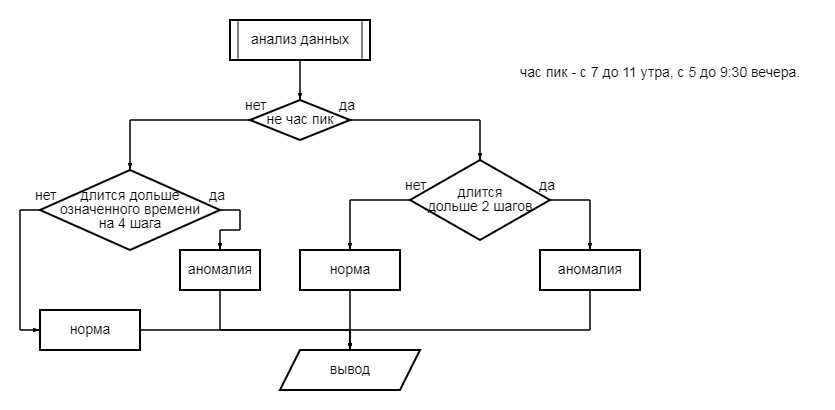 анализ данных
час пик - с 7 до 11 утра, с 5 до 9:30 вечера.
нет
да
не час пик
нет
длится дольше
означенного времени
на 4 шага
да
нет
длится
дольше 2 шагов
да
аномалия
норма
аномалия
норма
вывод